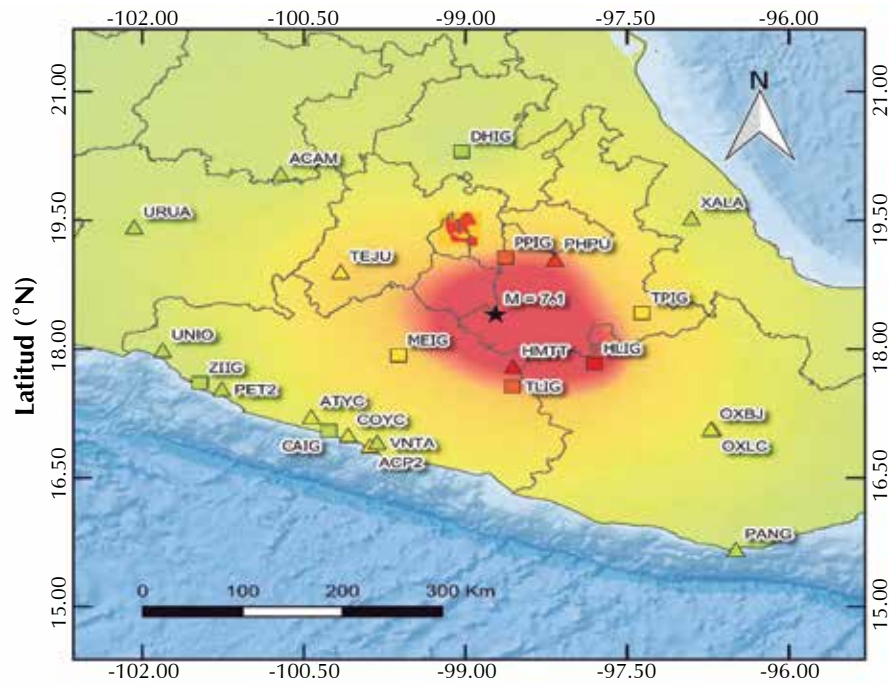 -102.00 -100.50 -99.00 -97.50 -96.00
21.00 21.00
N
DHIG
ACAM
XALA
URUA
19.50 19.50
PPIG PHPU
TEJU
TPIG
M = 7.1
18.00 18.00
UNIO
MEIG
HMTT HLIG
ZIIG
PET2
TLIG
ATYC
COYC
OXBJ
CAIG
VNTA
OXLC
ACP2
16.50 16.50
PANG
0 100 200 300 Km
15.00 15.00
-102.00 -100.50 -99.00 -97.50 -96.00
Latitud (°N)